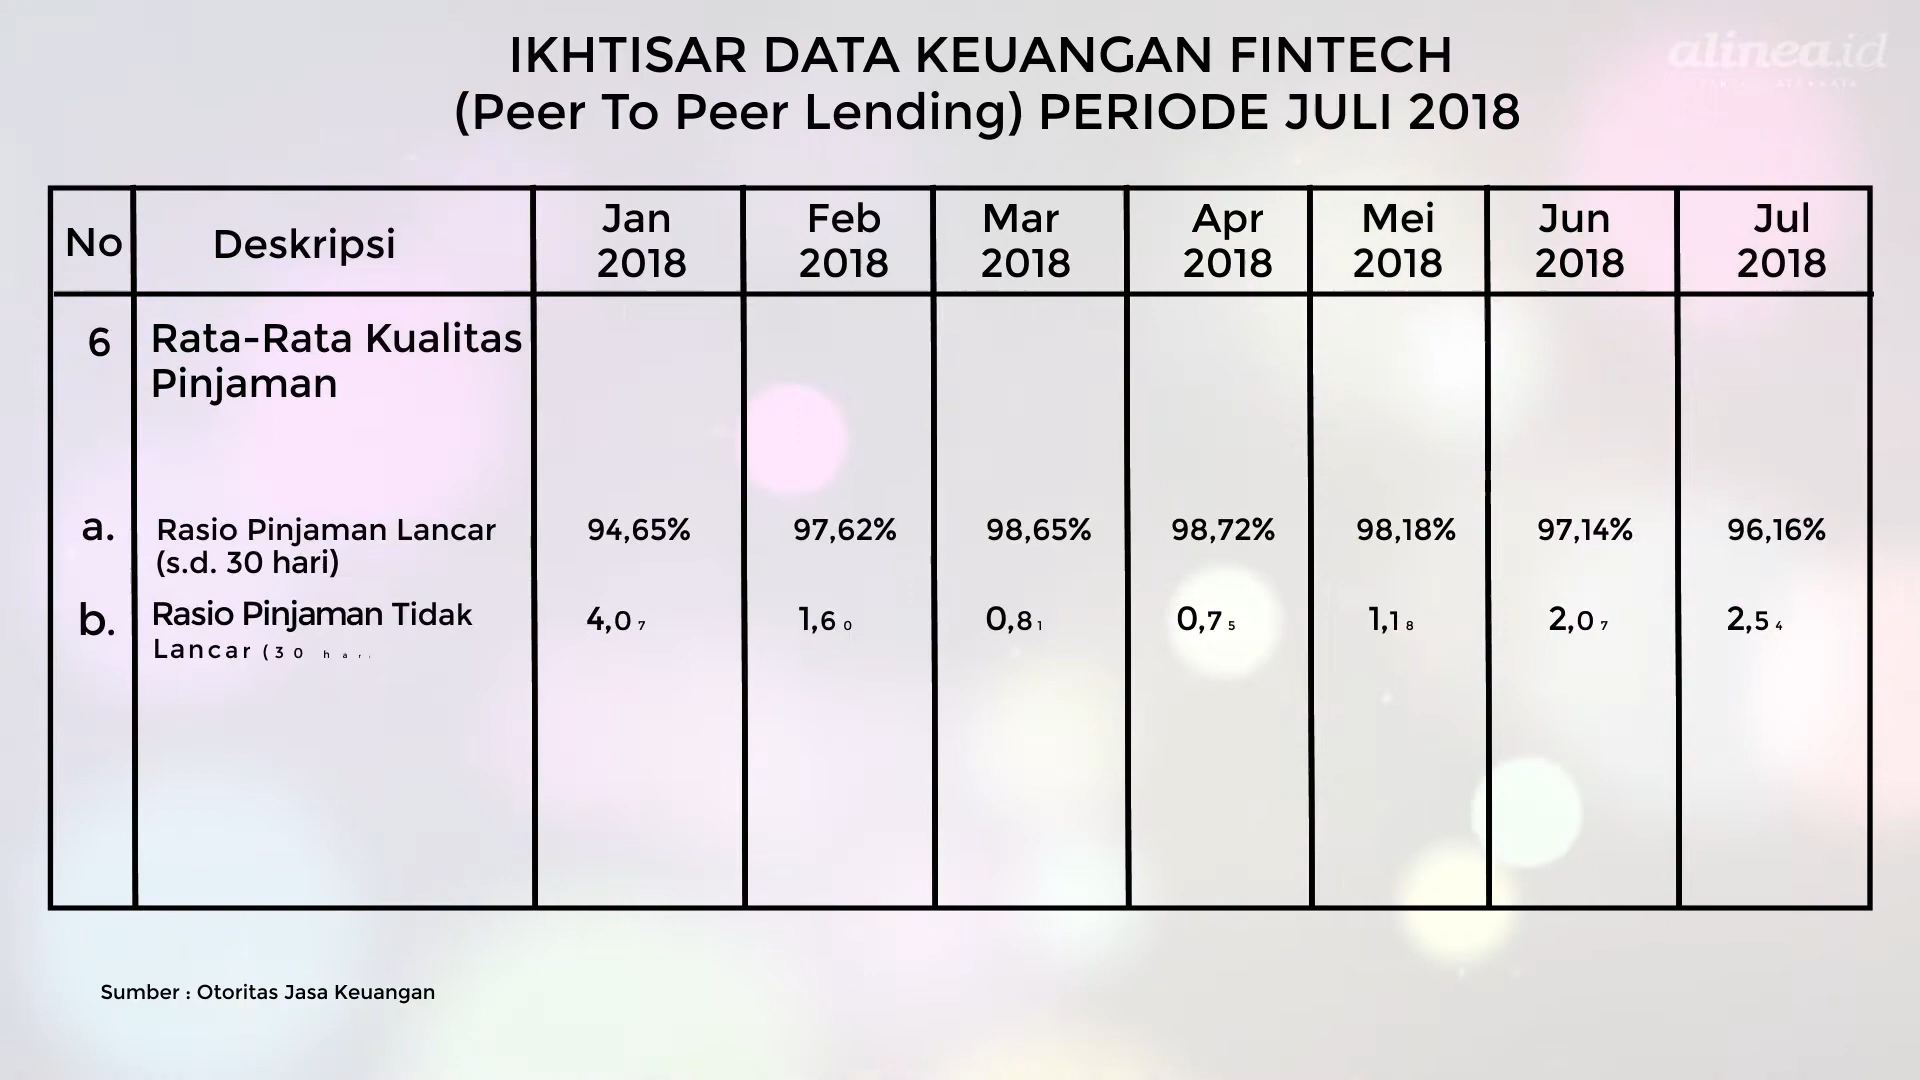 IKHTISAR DATA KEUANGAN FINTECH
(Peer To Peer Lending) PERIODE JULI 2018
alinea.id
No Deskripsi Jan 2018 Feb 2018 Mar 2018 Apr 2018 Mei 2018 Jun 2018 Jul 2018
6 Rata-Rata Kualitas
Pinjaman
a. Rasio Pinjaman Lancar 94,65% 97,62% 98,65% 98,72% 98,18% 97,14% 96,16%
(s.d. 30 hari)
b. Rasio Pinjaman Tidak 4,07 1,60 0,81 0,75 1,18 2,07 2,54
Lancar (30 har
Sumber : Otoritas Jasa Keuangan